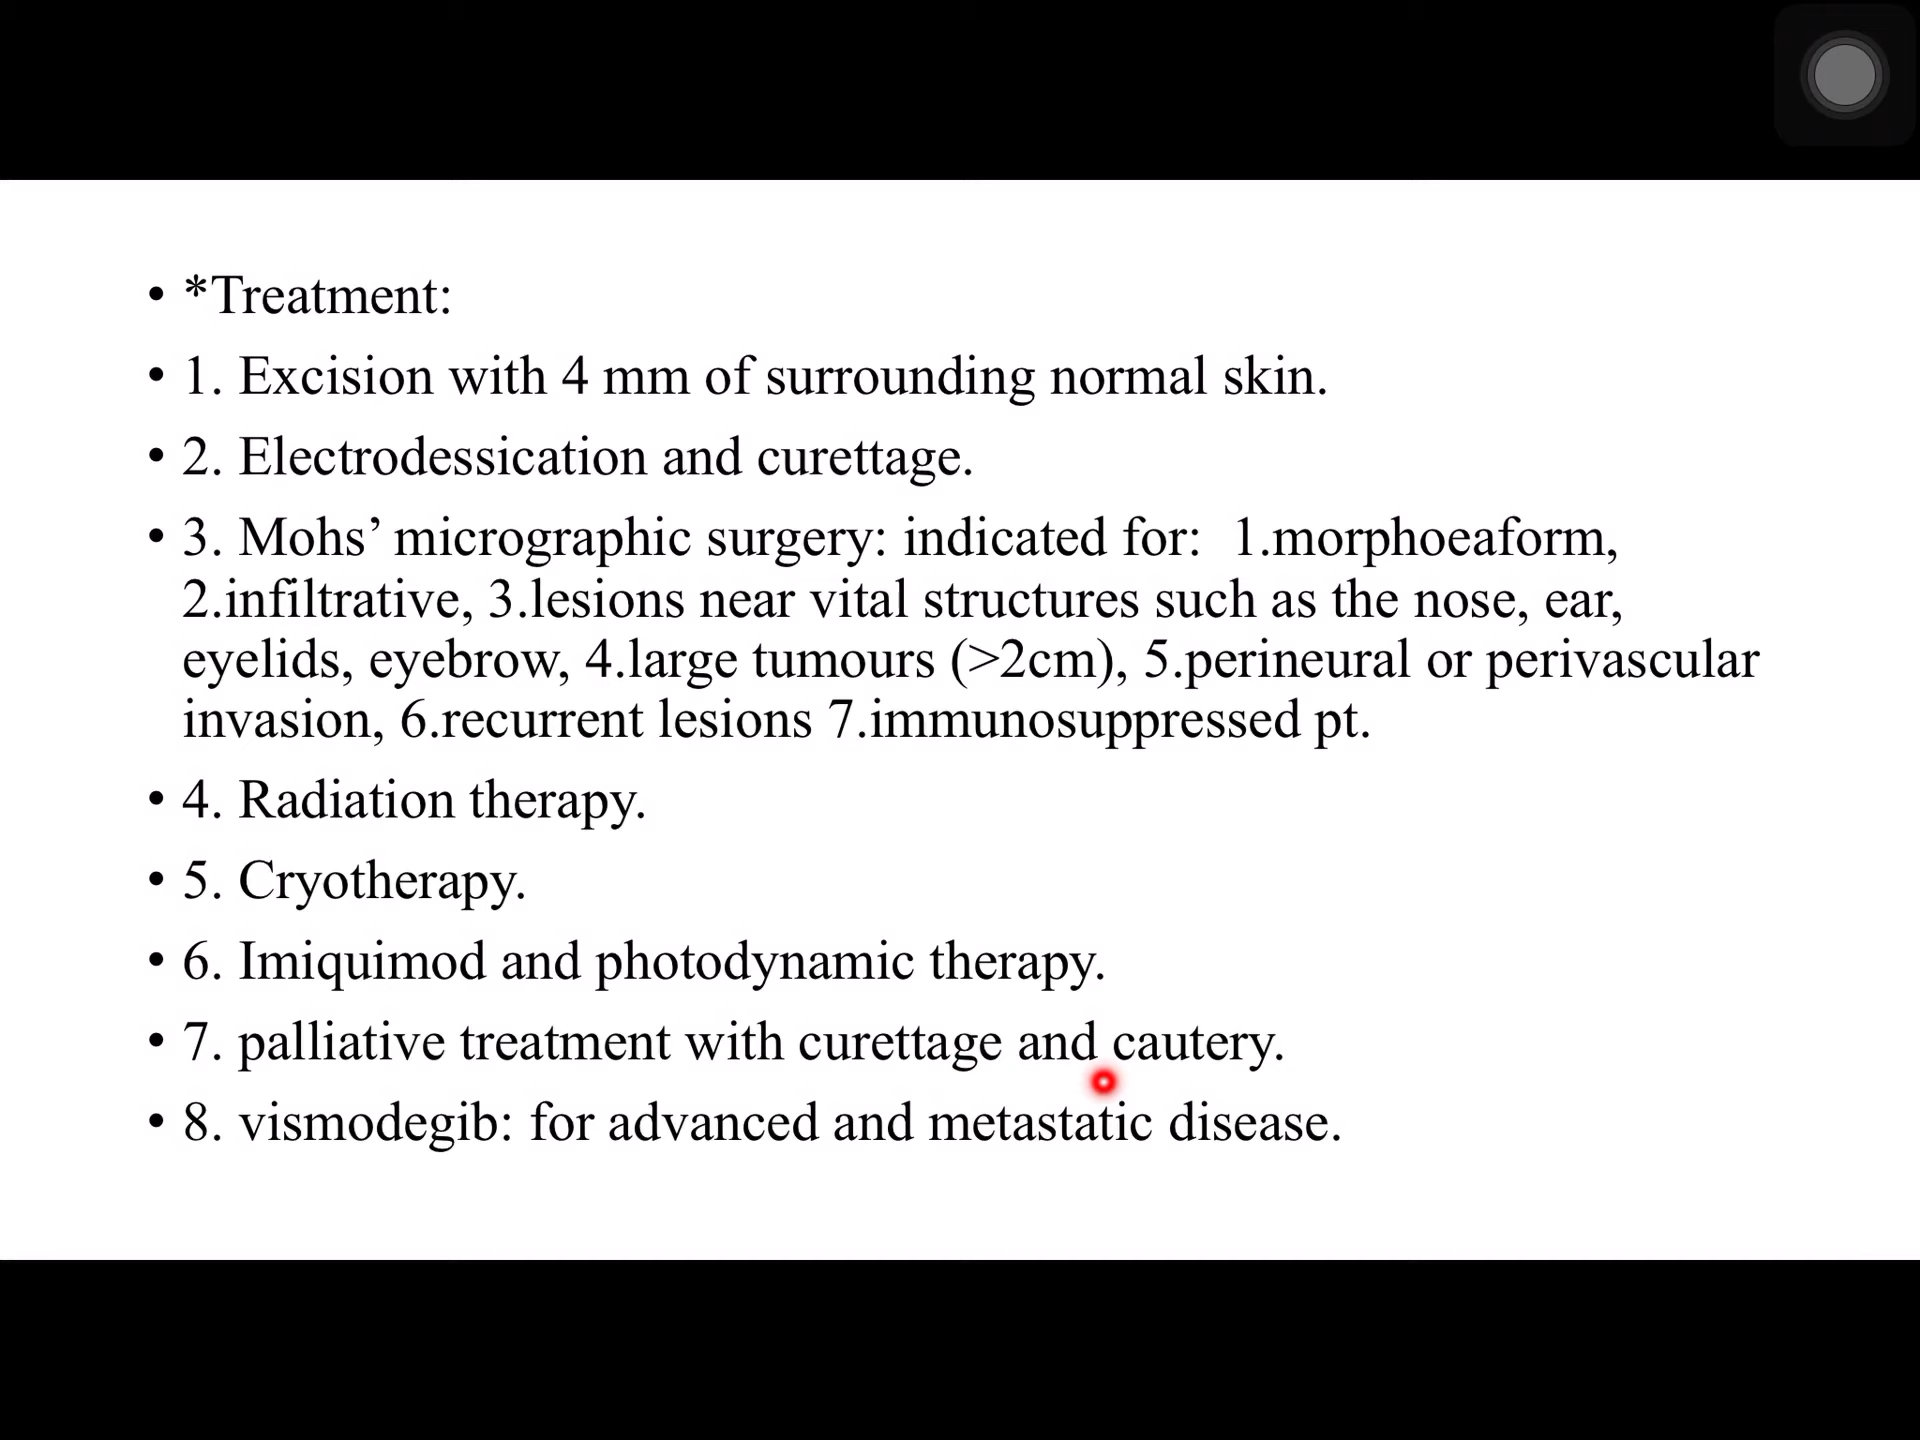 • *Treatment:
• 1. Excision with 4 mm of surrounding normal skin.
• 2. Electrodessication and curettage.
• 3. Mohs’ micrographic surgery: indicated for:  1.morphoeaform,
2.infiltrative, 3.lesions near vital structures such as the nose, ear,
eyelids, eyebrow, 4.large tumours (>2cm), 5.perineural or perivascular
invasion, 6.recurrent lesions 7.immunosuppressed pt.
• 4. Radiation therapy.
• 5. Cryotherapy.
• 6. Imiquimod and photodynamic therapy.
• 7. palliative treatment with curettage and cautery.
• 8. vismodegib: for advanced and metastatic disease.